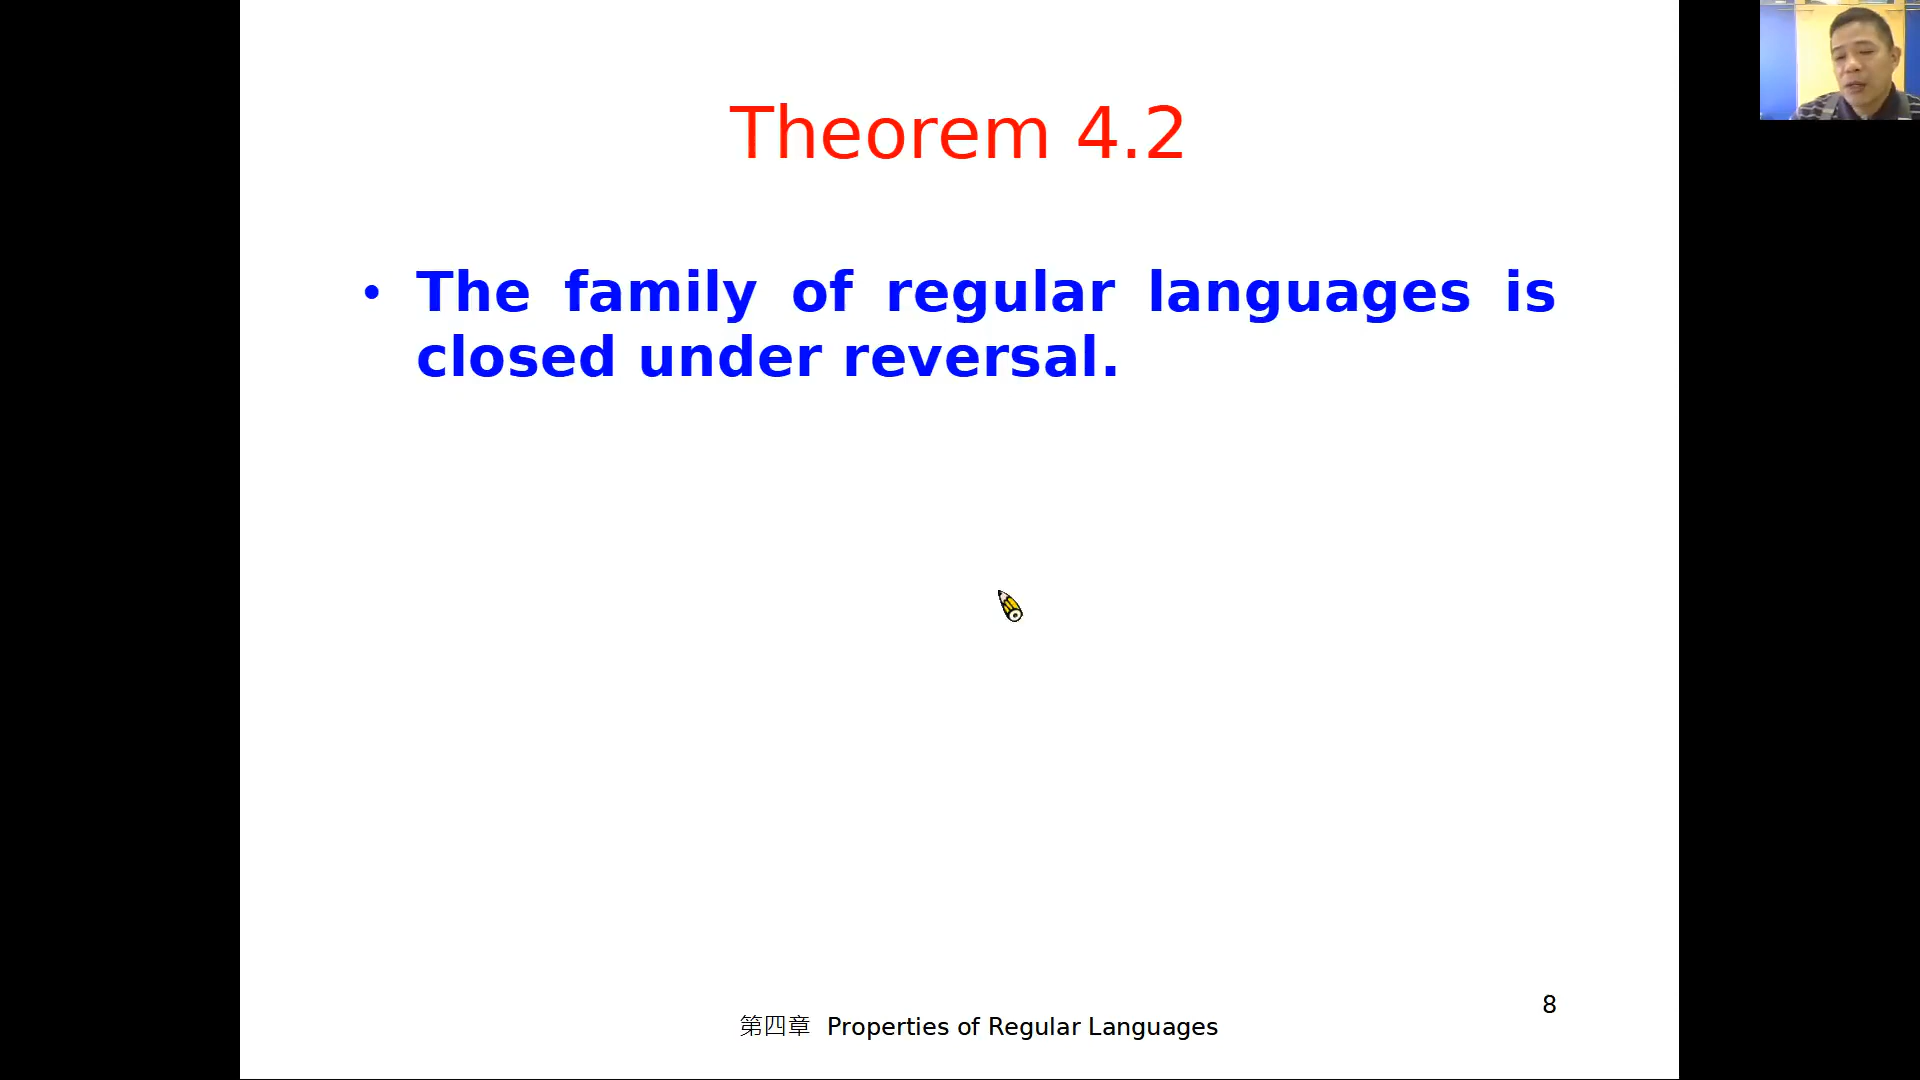 Theorem 4.2
• The family of regular languages is
closed under reversal.
8
第四章 Properties of Regular Languages